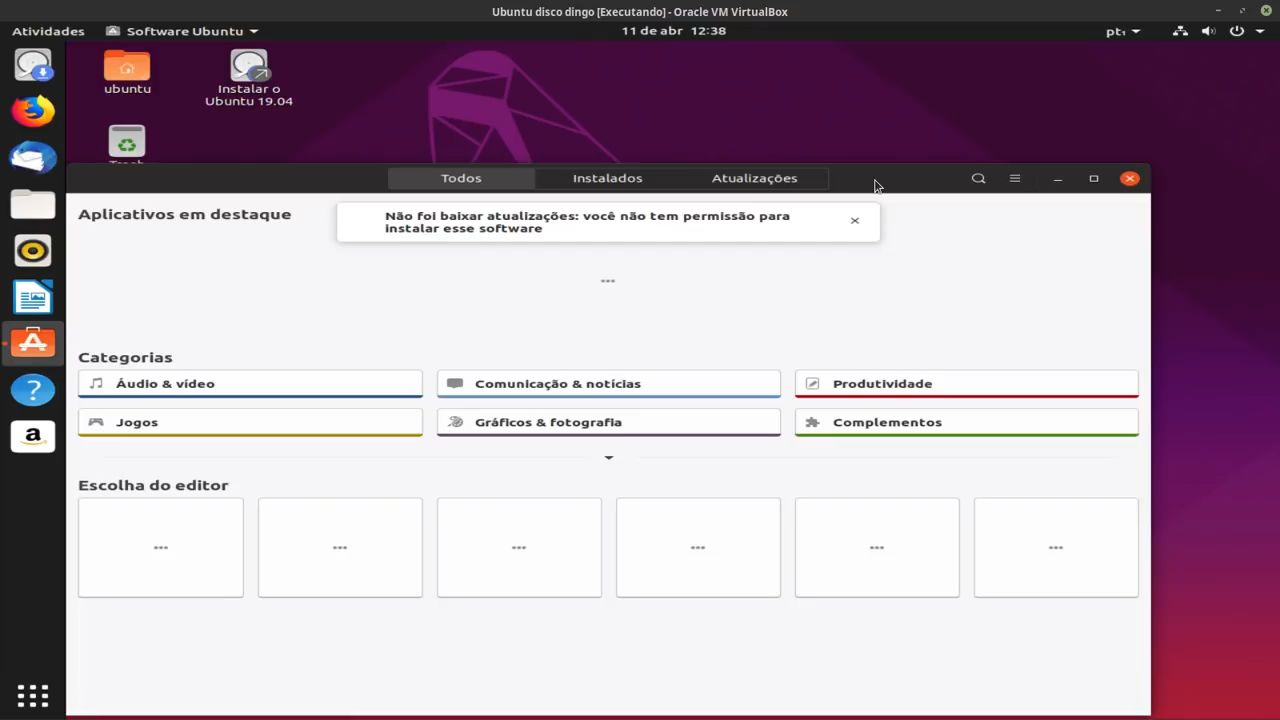 Ubuntu disco dingo [Executando] - Oracle VM VirtualBox
Atividades
Software Ubuntu
11 de abr 12:38
pt₁
ubuntu
Instalar o
Ubuntu 19.04
Todos
Instalados
Atualizações
Aplicativos em destaque
Não foi baixar atualizações: você não tem permissão para
instalar esse software
Categorias
Áudio & vídeo
Comunicação & notícias
Produtividade
Jogos
Gráficos & fotografia
Complementos
Escolha do editor